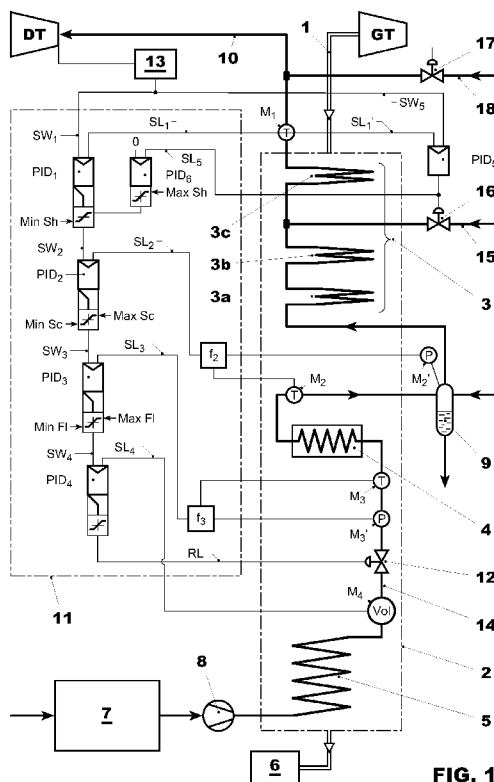 DT
10
1
GT
17
13
18
SW5
SW1
SL1
M1
T
SL1'
0
SL5
PID1
PID6
PID5
Max Sh
Min Sh
16
3c
15
SW2
SL2
3b
3
PID2
3a
Min Sc
Max Sc
SW3
SL3
f2
P
M2
M2'
T
PID3
Max Fl
Min Fl
9
SW4
SL4
PID4
T
M3
4
f3
P
M3'
RL
12
M4
14
Vol
11
8
2
7
5
6
FIG. 1